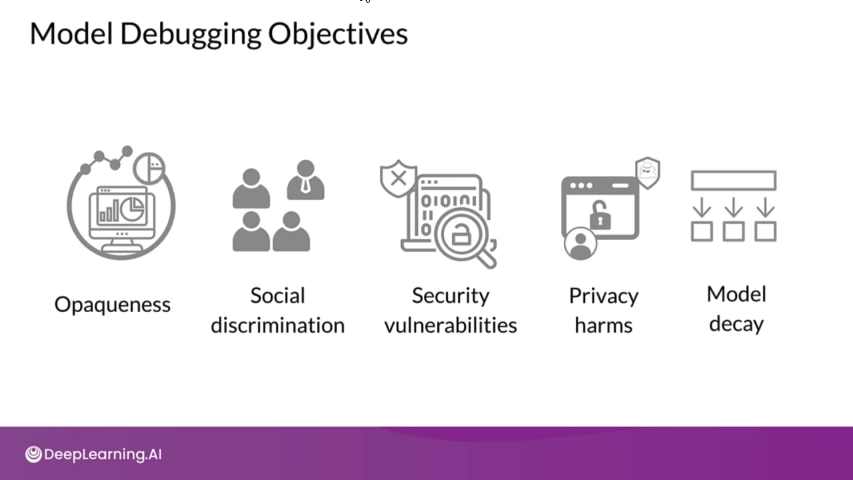 Model Debugging Objectives
Opaqueness
Social
discrimination
Security
vulnerabilities
Privacy
harms
Model
decay
DeepLearning.AI